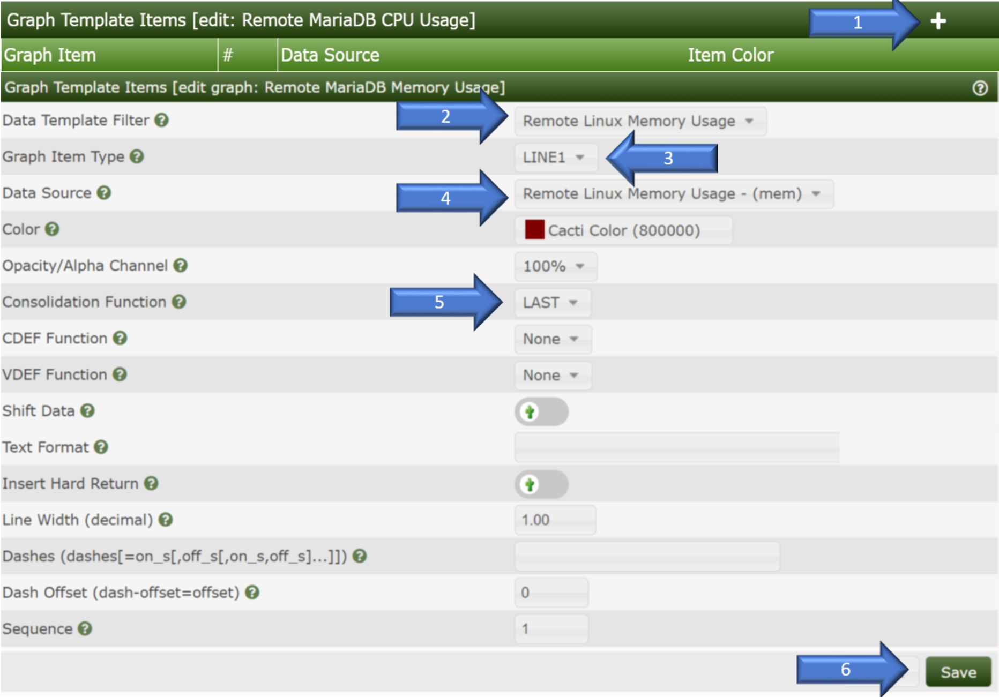 Graph Template Items [edit: Remote MariaDB CPU Usage] 1 +
Graph Item # Data Source Item Color
Graph Template Items [edit graph: Remote MariaDB Memory Usage] ?
Data Template Filter ? 2 Remote Linux Memory Usage
Graph Item Type ? LINE1 3
Data Source ? 4 Remote Linux Memory Usage - (mem)
Color ? Cacti Color (800000)
Opacity/Alpha Channel ? 100%
Consolidation Function ? 5 LAST
CDEF Function ? None
VDEF Function ? None
Shift Data ?
Text Format ?
Insert Hard Return ?
Line Width (decimal) ? 1.00
Dashes (dashes[=on_s[,off_s[,on_s,off_s]...]]) ?
Dash Offset (dash-offset=offset) ? 0
Sequence ? 1
6 Save